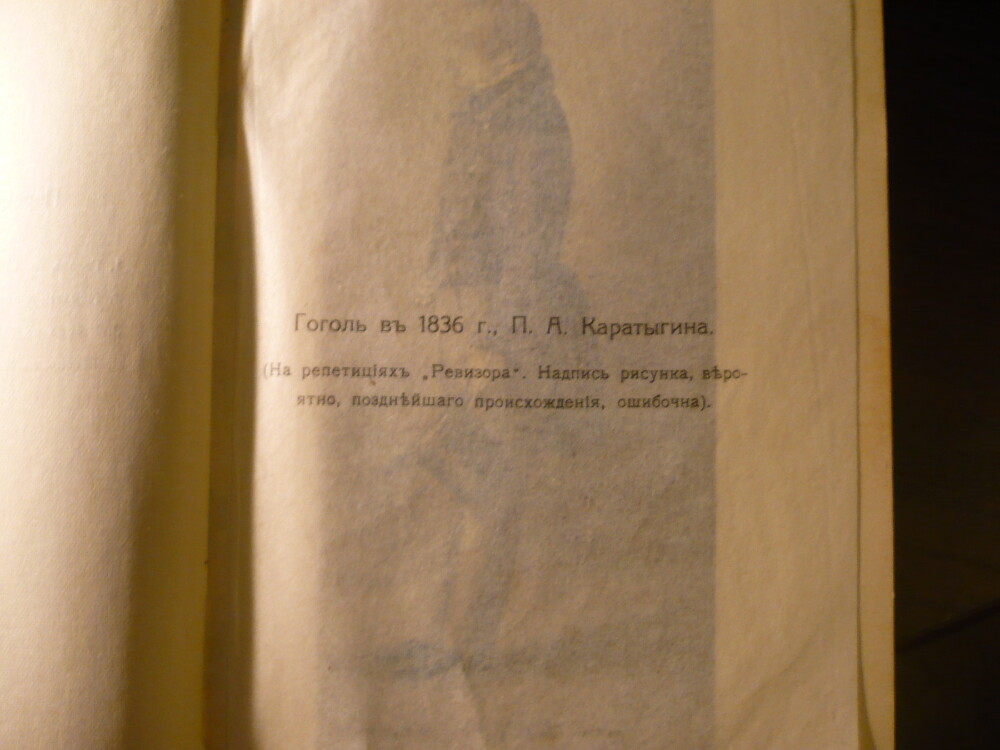 Гоголь въ 1836 г., П. А. Каратыгина.
(На репетиціяхъ „Ревизора“. Надпись рисунка, вѣро-
ятно, позднѣйшаго происхожденія, ошибочна).